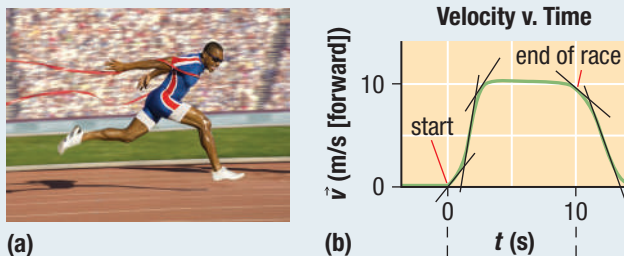 Velocity v. Time
end of race
10
start
v (m/s [forward])
0
0
10
t (s)
(a)
(b)